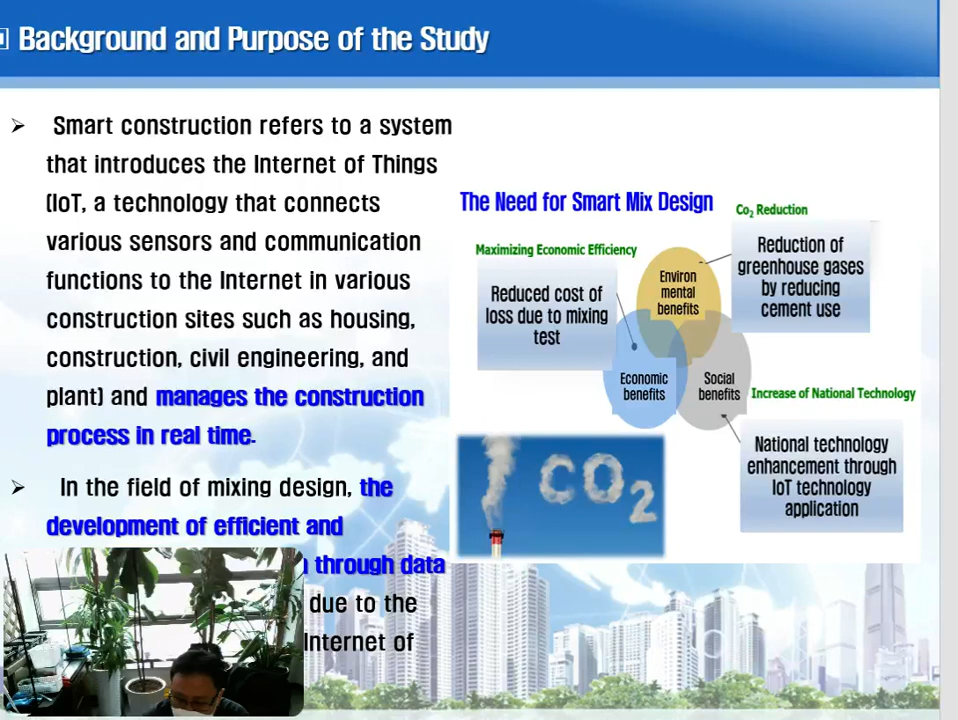 Background and Purpose of the Study
Smart construction refers to a system
that introduces the Internet of Things
(IoT, a technology that connects
various sensors and communication
functions to the Internet in various
construction sites such as housing,
construction, civil engineering, and
plant) and manages the construction
process in real time.
In the field of mixing design, the
development of efficient and
through data
due to the
Internet of
The Need for Smart Mix Design
Co2 Reduction
Reduction of
greenhouse gases
by reducing
cement use
Maximizing Economic Efficiency
Reduced cost of
loss due to mixing
test
Environ
mental
benefits
Economic
benefits
Social
benefits
Increase of National Technology
National technology
enhancement through
IoT technology
application
CO2